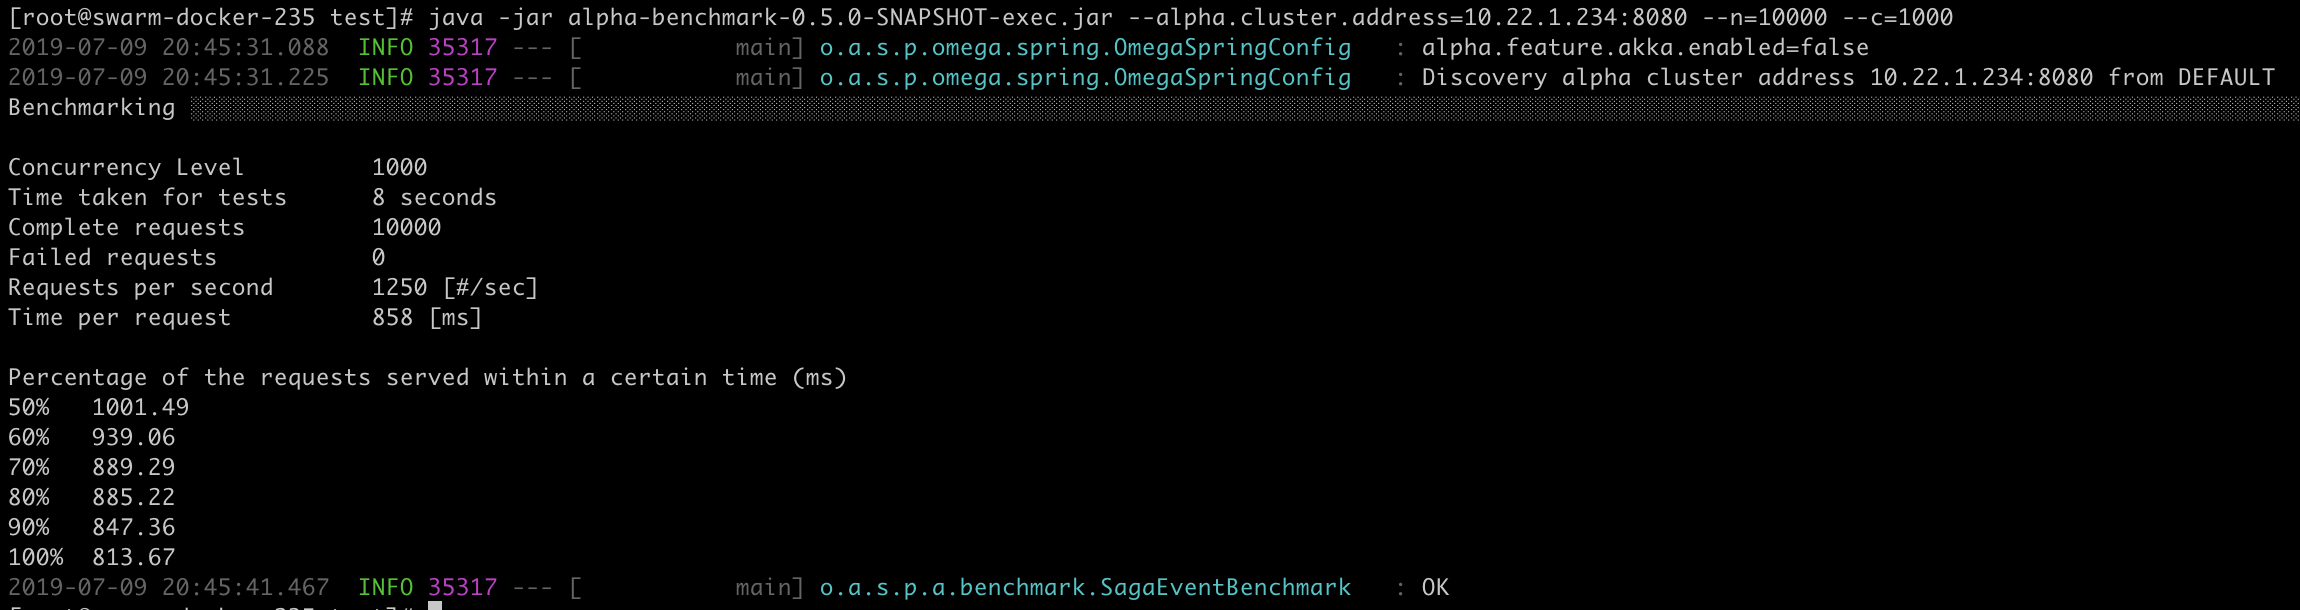 [root@swarm-docker-235 test]# java -jar alpha-benchmark-0.5.0-SNAPSHOT-exec.jar --alpha.cluster.address=10.22.1.234:8080 --n=10000 --c=1000
2019-07-09 20:45:31.088  INFO 35317 --- [           main] o.a.s.p.omega.spring.OmegaSpringConfig   : alpha.feature.akka.enabled=false
2019-07-09 20:45:31.225  INFO 35317 --- [           main] o.a.s.p.omega.spring.OmegaSpringConfig   : Discovery alpha cluster address 10.22.1.234:8080 from DEFAULT
Benchmarking
Concurrency Level         1000
Time taken for tests      8 seconds
Complete requests         10000
Failed requests           0
Requests per second       1250 [#/sec]
Time per request          858 [ms]
Percentage of the requests served within a certain time (ms)
50%   1001.49
60%   939.06
70%   889.29
80%   885.22
90%   847.36
100%  813.67
2019-07-09 20:45:41.467  INFO 35317 --- [           main] o.a.s.p.a.benchmark.SagaEventBenchmark   : OK
[root@swarm-docker-235 test]#